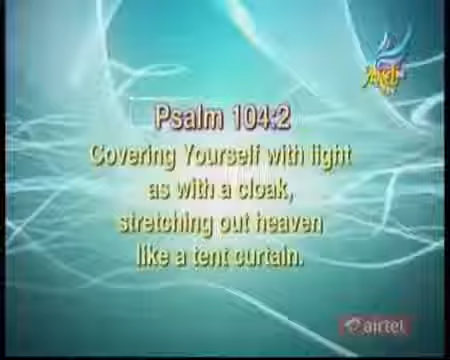 Psalm 104:2
Covering Yourself with light
as with a cloak,
stretching out heaven
like a tent curtain.
airtel